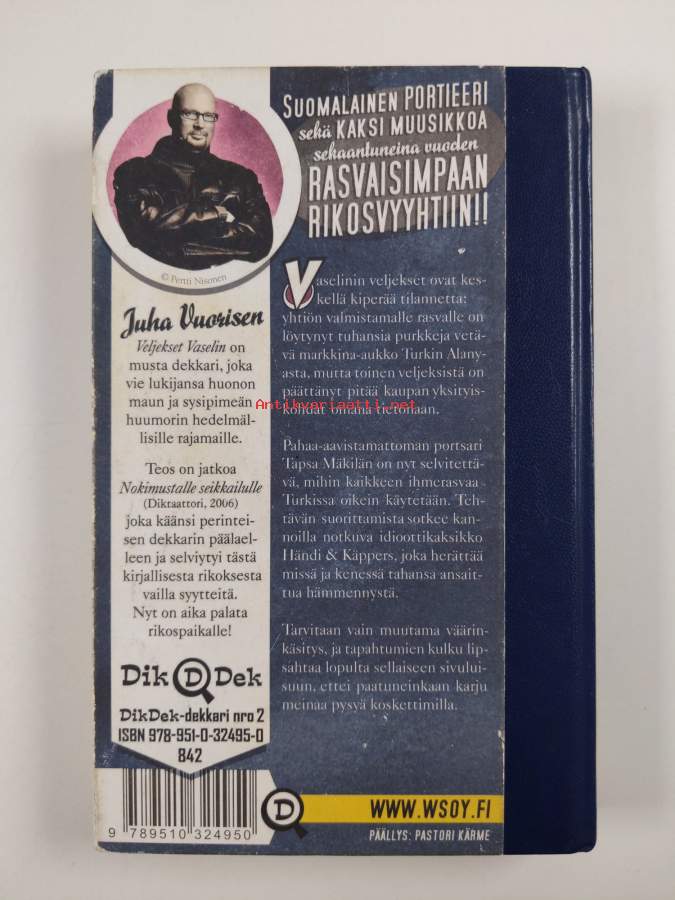 SUOMALAINEN PORTIEERI
sekä KAKSI MUUSIKKOA
sekaantuneina vuoden
RASVAISIMPAAN
RIKOSVYYHTIIN!!
© Pertti Nisonen
Juha Vuorisen
Veljekset Vaselin on
musta dekkari, joka
vie lukijansa huonon
maun ja sysipimeän
huumorin hedelmäl-
lisille rajamaille.
Teos on jatkoa
Nokimustalle seikkailulle
(Diktaattori, 2006)
joka käänsi perintei-
sen dekkarin päälael-
leen ja selviytyi tästä
kirjallisesta rikoksesta
vailla syytteitä.
Nyt on aika palata
rikospaikalle!
Dik D Dek
DikDek-dekkari nro 2
ISBN 978-951-0-32495-0
842
9 789510 324950
Vaselinin veljekset ovat kes-
kellä kiperää tilannetta:
yhtiön valmistamalle rasvalle on
löytynyt tuhansia purkkeja vetä-
vä markkina-aukko Turkin Alany-
asta, mutta toinen veljeksistä on
päättänyt pitää kaupan yksityis-
kohdat omana tietonaan.
Antikvariaatti.net
Pahaa-aavistamattoman portsari
Tapsa Mäkilän on nyt selvitettä-
vä, mihin kaikkeen ihmerasvaa
Turkissa oikein käytetään. Teh-
tävän suorittamista sotkee kan-
noilla notkuva idioottikaksikko
Händi & Käppers, joka herättää
missä ja kenessä tahansa ansait-
tua hämmennystä.
Tarvitaan vain muutama väärin-
käsitys, ja tapahtumien kulku lip-
sahtaa lopulta sellaiseen sivului-
suun, ettei paatuneinkaan karju
meinaa pysyä koskettimilla.
D
WWW.WSOY.FI
PÄÄLLYS: PASTORI KÄRME